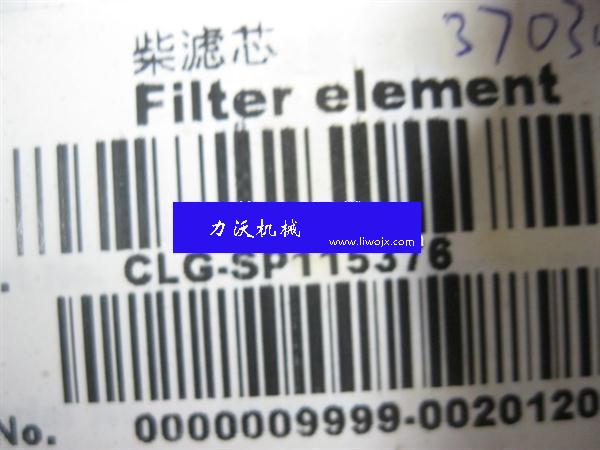 柴滤芯
3703
Filter element
力沃机械
www.liwojx.com
CLG-SP115376
No.
0000009999-0020120